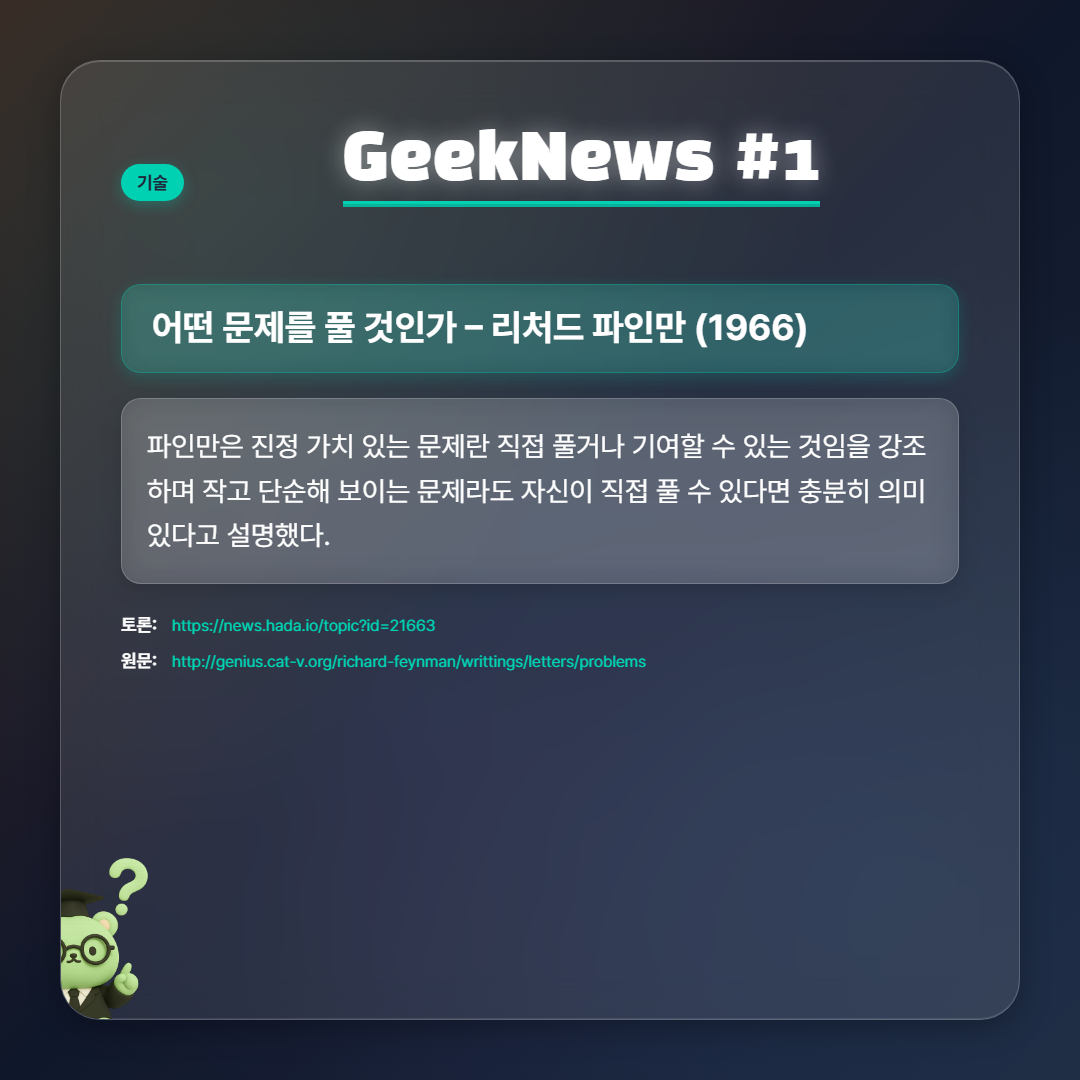 GeekNews #1
기술
어떤 문제를 풀 것인가 – 리처드 파인만 (1966)
파인만은 진정 가치 있는 문제란 직접 풀거나 기여할 수 있는 것임을 강조
하며 작고 단순해 보이는 문제라도 자신이 직접 풀 수 있다면 충분히 의미
있다고 설명했다.
토론: https://news.hada.io/topic?id=21663
원문: http://genius.cat-v.org/richard-feynman/writtings/letters/problems
?